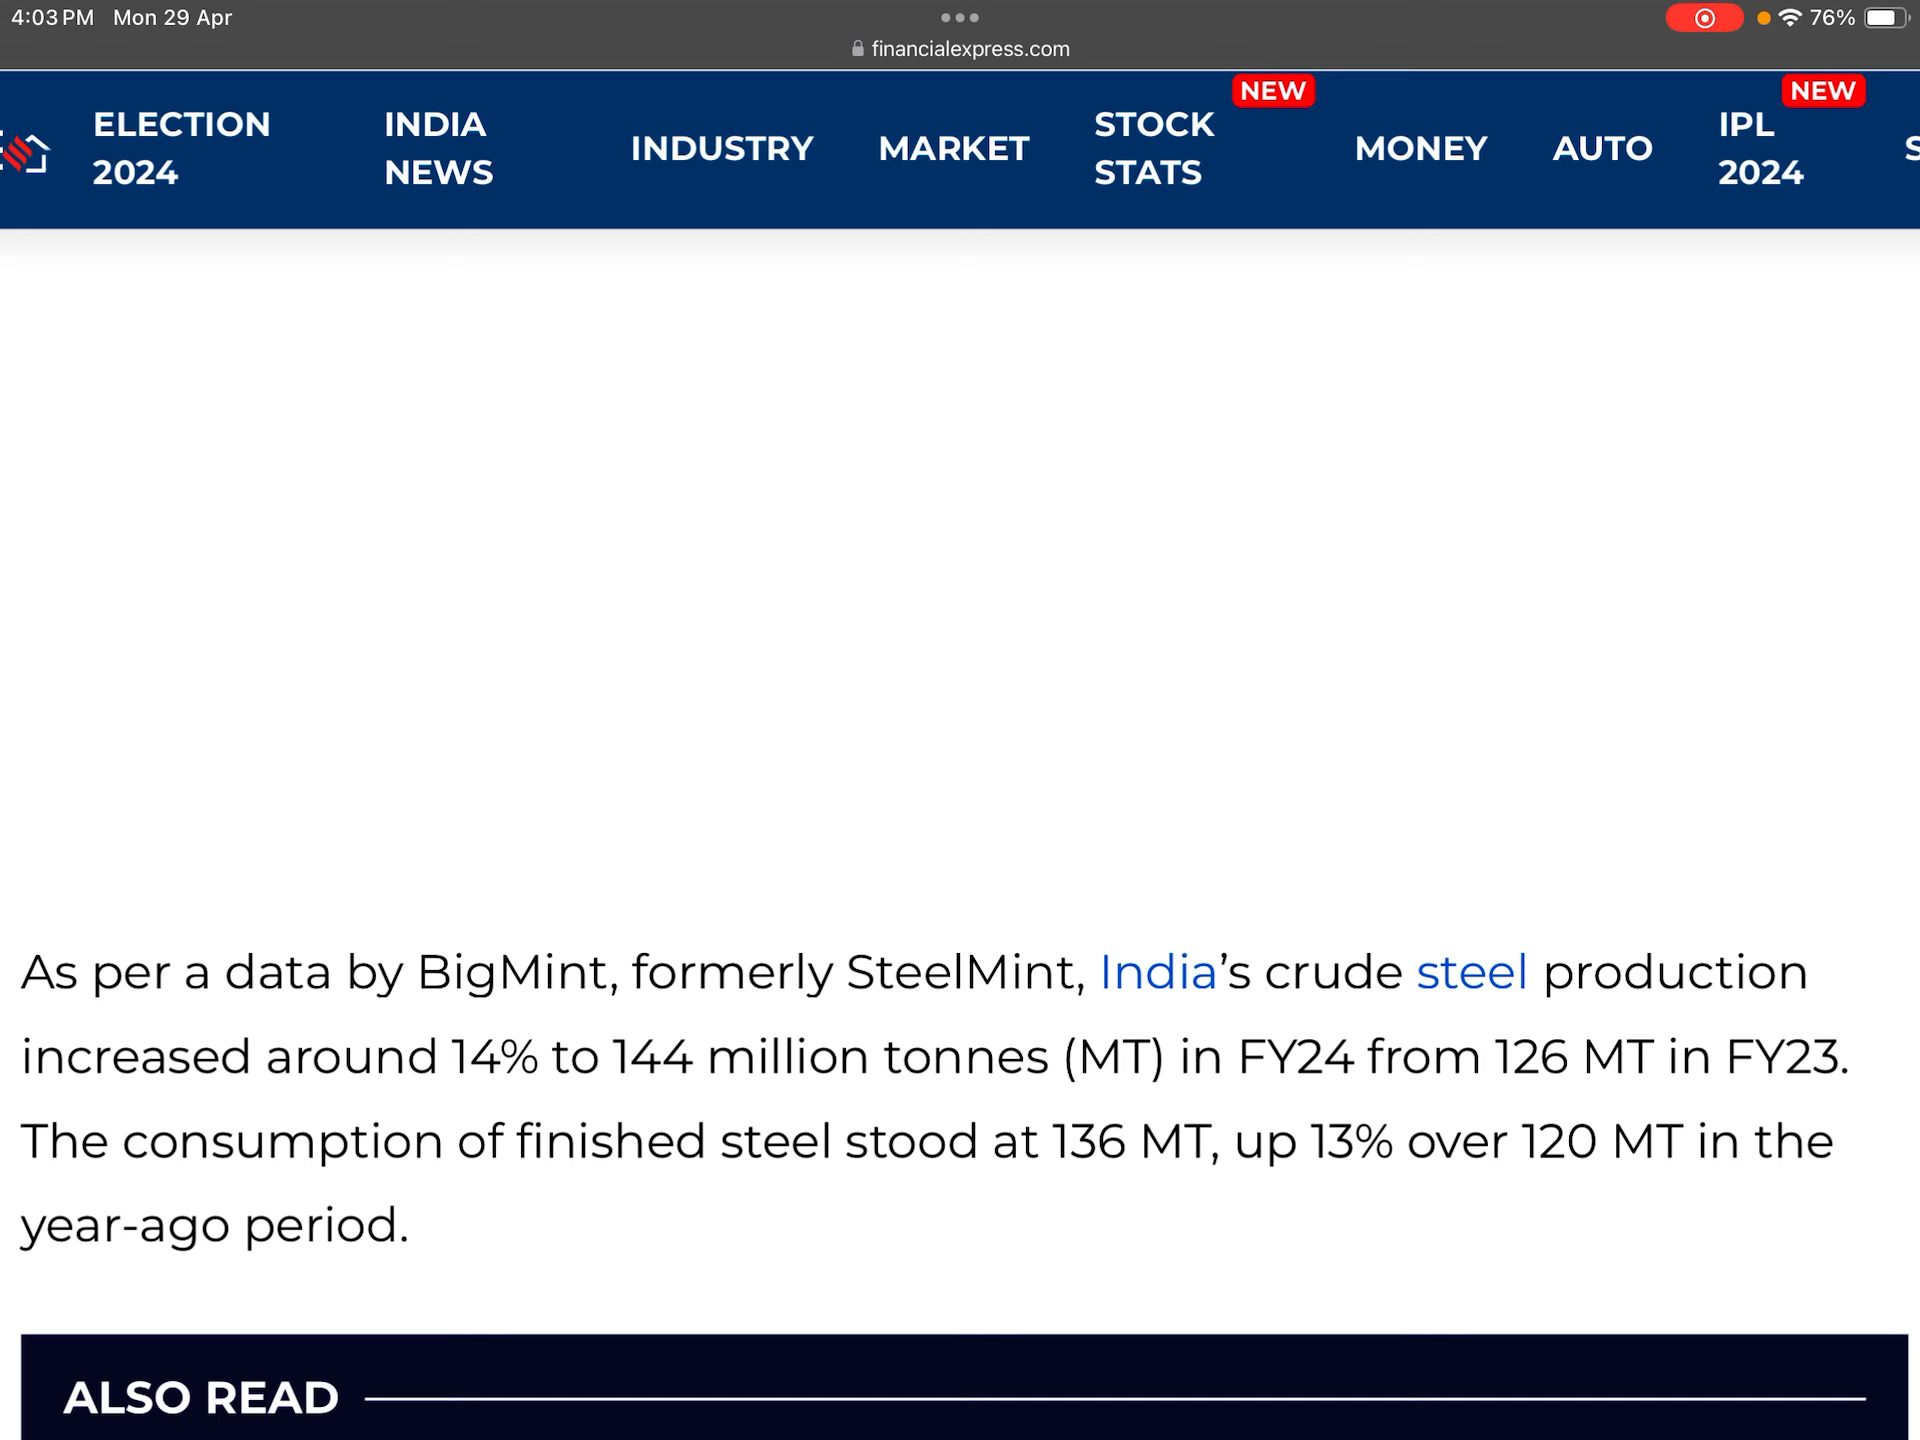 4:03 PM Mon 29 Apr
76%
financialexpress.com
NEW
NEW
ELECTION
2024
INDIA
NEWS
INDUSTRY
MARKET
STOCK
STATS
MONEY
AUTO
IPL
2024
S
As per a data by BigMint, formerly SteelMint, India’s crude steel production
increased around 14% to 144 million tonnes (MT) in FY24 from 126 MT in FY23.
The consumption of finished steel stood at 136 MT, up 13% over 120 MT in the
year-ago period.
ALSO READ